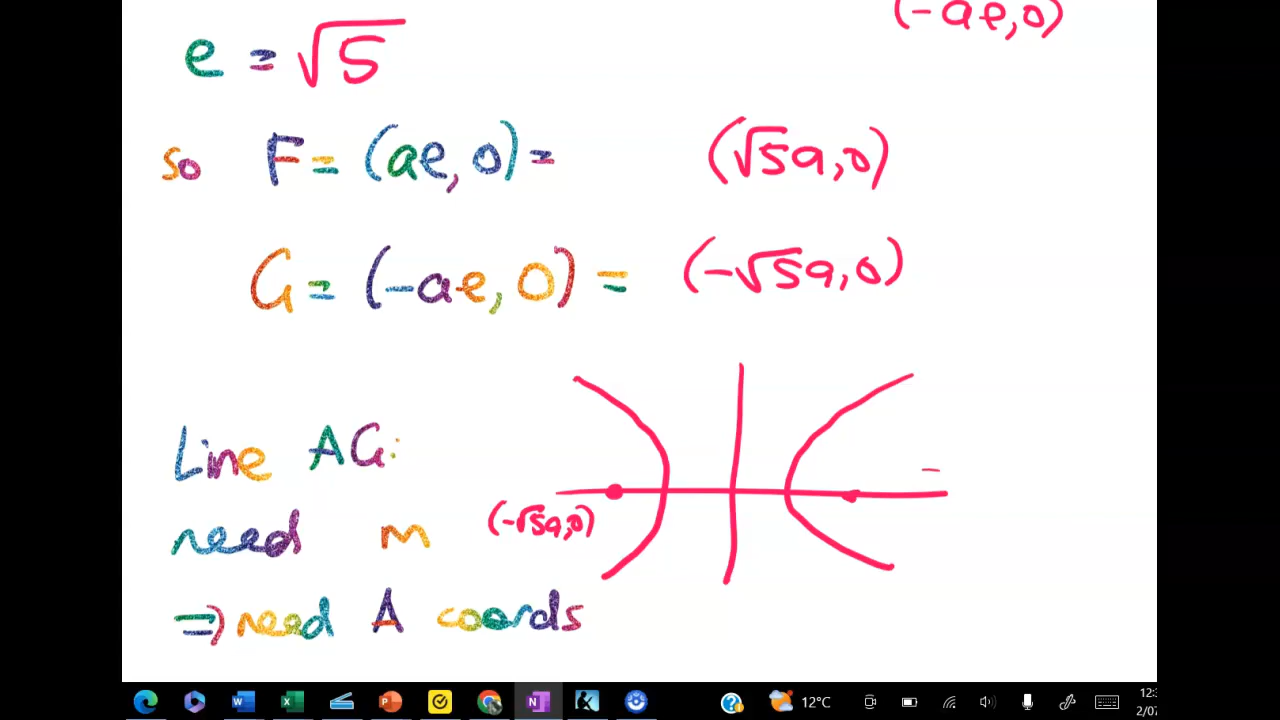 (-ae,0)
e = √5
so F = (ae, 0) = (√5a, 0)
G = (-ae, 0) = (-√5a, 0)
Line AG:
need m
(-√5a,0)
⇒ need A coords
12°C